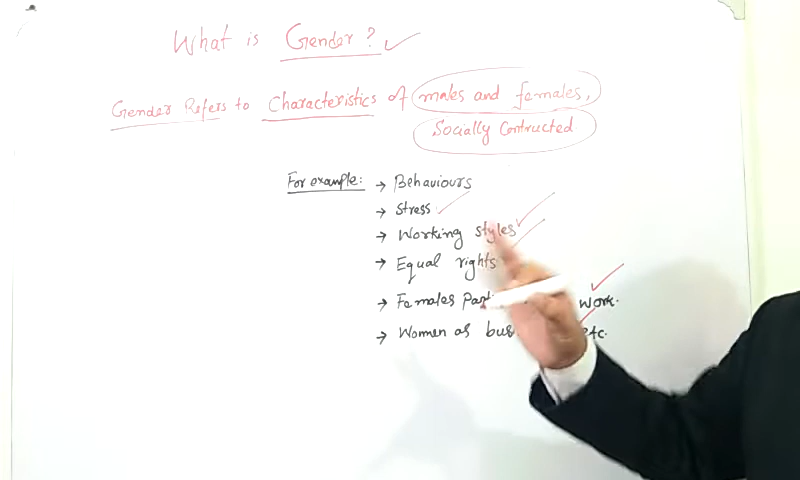 What is Gender?
Gender Refers to Characteristics of males and females,
Socially Contructed
For example: → Behaviours
→ Stress
→ Working styles
→ Equal rights
→ Females work.
→ Women as etc.